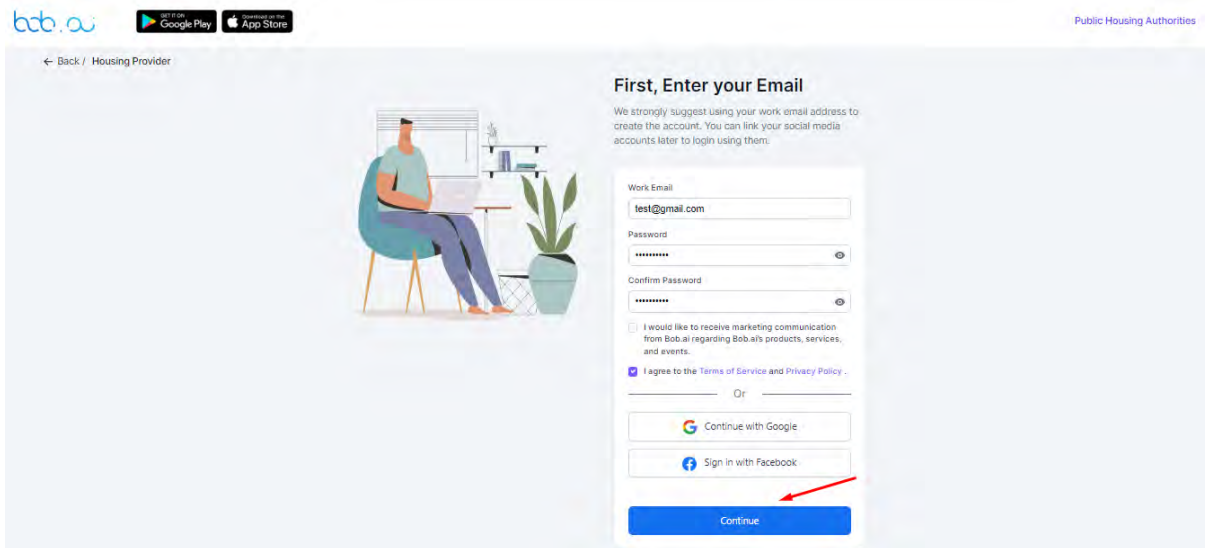 bob.ai
GET IT ON
Google Play
Download on the
App Store
Public Housing Authorities
← Back / Housing Provider
First, Enter your Email
We strongly suggest using your work email address to
create the account. You can link your social media
accounts later to login using them.
Work Email
test@gmail.com
Password
••••••••••
Confirm Password
••••••••••
I would like to receive marketing communication
from Bob.ai regarding Bob.ai's products, services,
and events.
I agree to the Terms of Service and Privacy Policy .
Or
Continue with Google
Sign in with Facebook
Continue